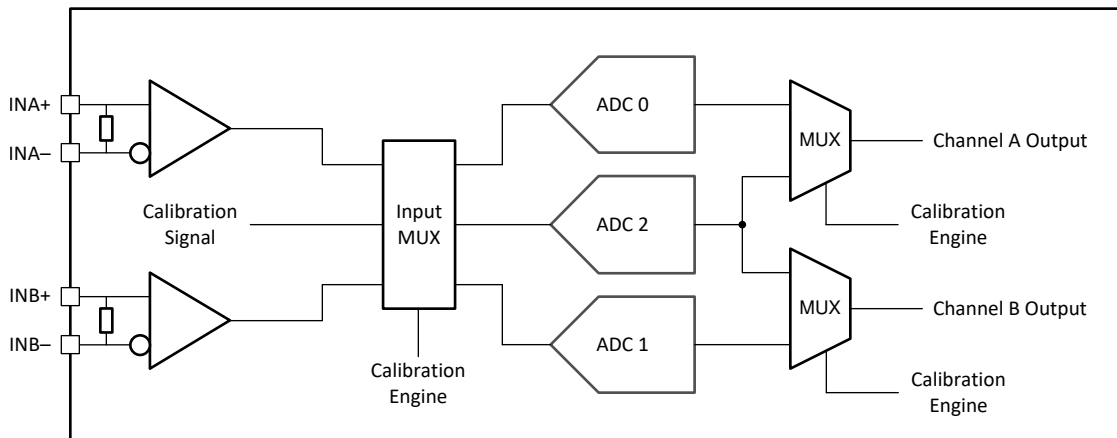 INA+
INA–
ADC 0
MUX
Channel A Output
Calibration
Signal
Input
MUX
ADC 2
Calibration
Engine
INB+
INB–
ADC 1
MUX
Channel B Output
Calibration
Engine
Calibration
Engine